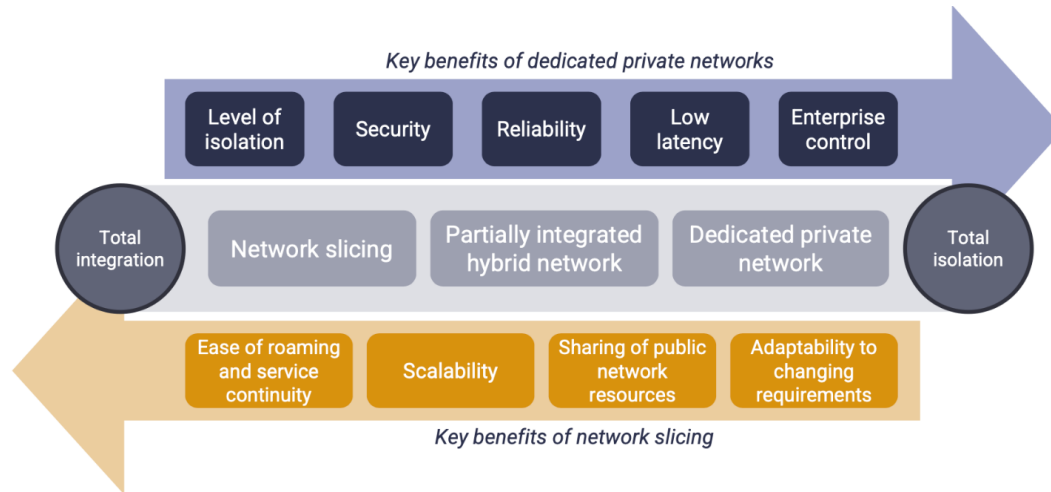 Key benefits of dedicated private networks
Level of
isolation
Security
Reliability
Low
latency
Enterprise
control
Total
integration
Network slicing
Partially integrated
hybrid network
Dedicated private
network
Total
isolation
Ease of roaming
and service
continuity
Scalability
Sharing of public
network
resources
Adaptability to
changing
requirements
Key benefits of network slicing